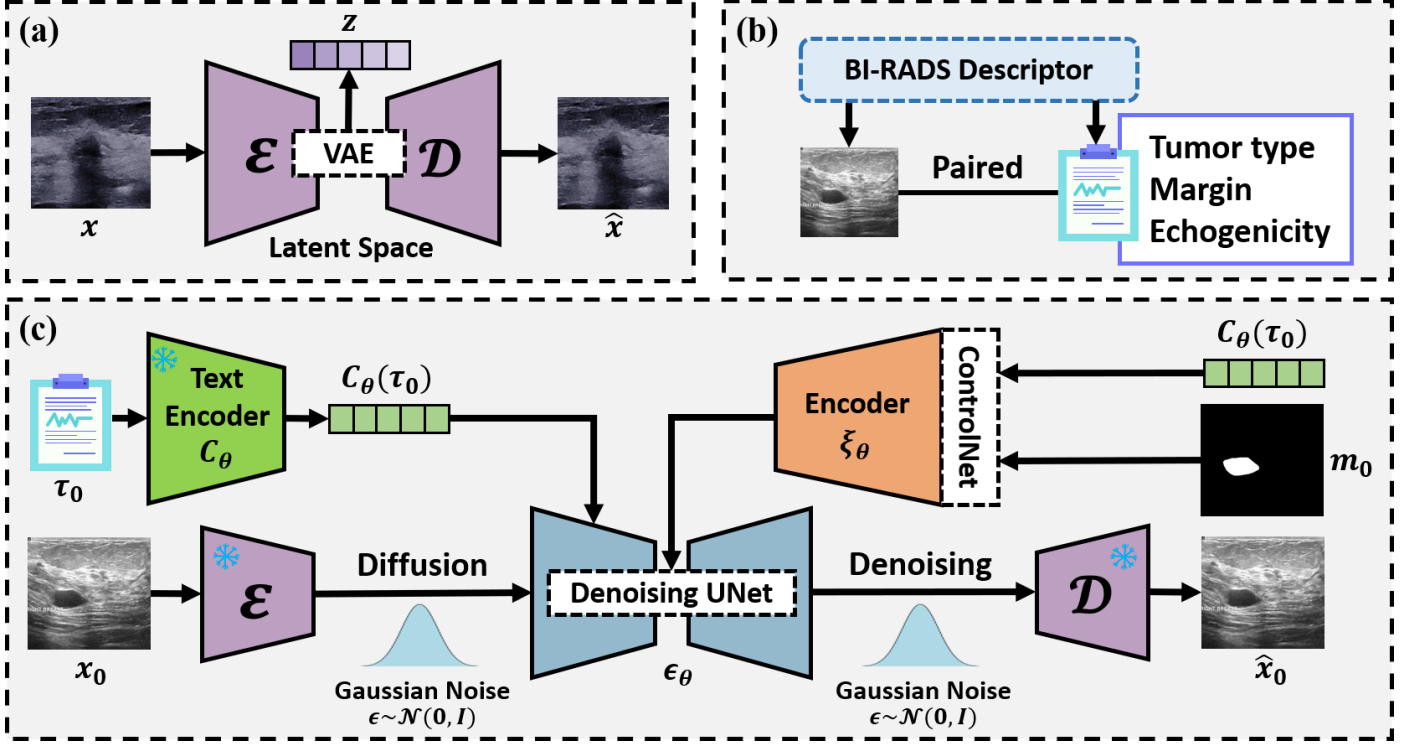 (a)
z
ℰ
VAE
𝒟
x
x̂
Latent Space
(b)
BI-RADS Descriptor
Paired
Tumor type
Margin
Echogenicity
(c)
Text
Encoder
C_θ
τ_0
C_θ(τ_0)
Encoder
ξ_θ
ControlNet
C_θ(τ_0)
m_0
x_0
ℰ
Diffusion
Gaussian Noise
ϵ~𝒩(0, I)
Denoising UNet
ϵ_θ
Denoising
Gaussian Noise
ϵ~𝒩(0, I)
𝒟
x̂_0